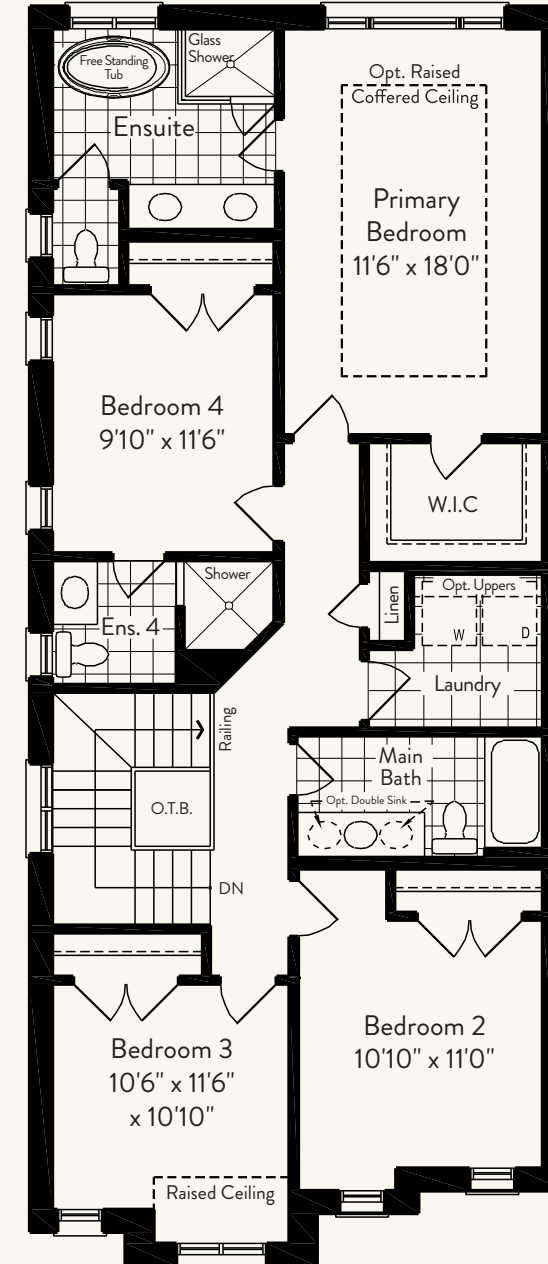 Free Standing
Tub
Glass
Shower
Ensuite
Opt. Raised
Coffered Ceiling
Primary
Bedroom
11'6" x 18'0"
Bedroom 4
9'10" x 11'6"
W.I.C
Shower
Ens. 4
Linen
Opt. Uppers
W
D
Laundry
Railing
O.T.B.
DN
Main
Bath
Opt. Double Sink
Bedroom 3
10'6" x 11'6"
x 10'10"
Raised Ceiling
Bedroom 2
10'10" x 11'0"